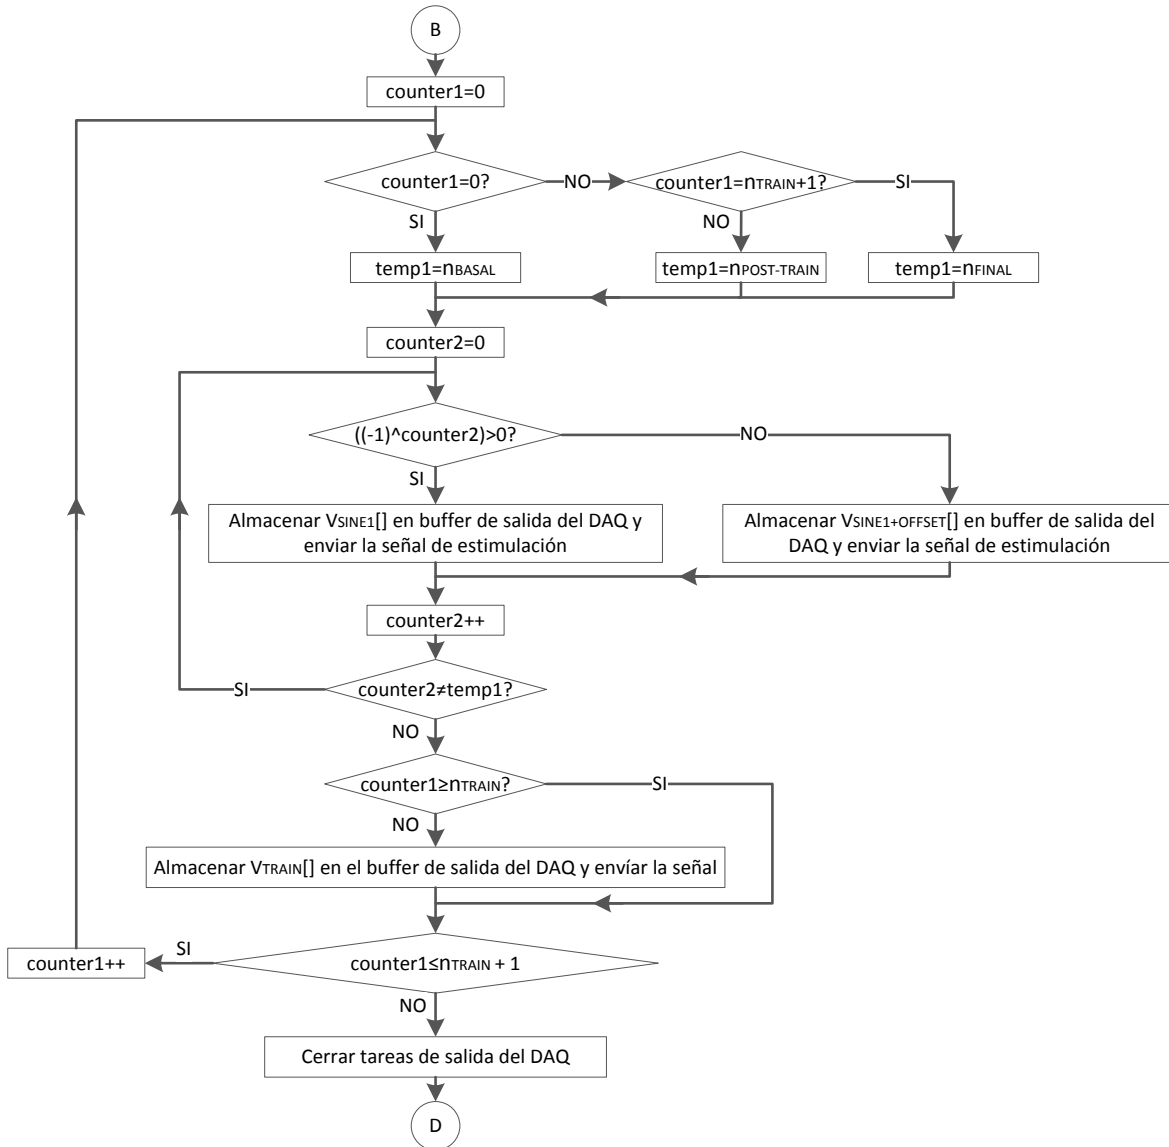 B
counter1=0
counter1=0?
NO
counter1=nTRAIN+1?
SI
SI
NO
temp1=nBASAL
temp1=nPOST-TRAIN
temp1=nFINAL
counter2=0
((-1)^counter2)>0?
NO
SI
Almacenar VSINE1[] en buffer de salida del DAQ y
enviar la señal de estimulación
Almacenar VSINE1+OFFSET[] en buffer de salida del
DAQ y enviar la señal de estimulación
counter2++
counter2≠temp1?
SI
NO
counter1≥nTRAIN?
SI
NO
Almacenar VTRAIN[] en el buffer de salida del DAQ y envíar la señal
counter1≤nTRAIN + 1
SI
counter1++
NO
Cerrar tareas de salida del DAQ
D